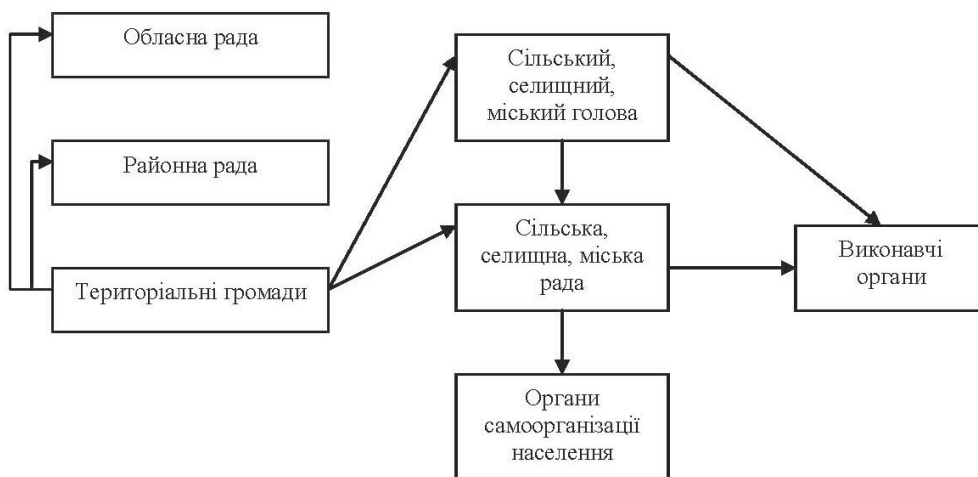 Обласна рада
Районна рада
Територіальні громади
Сільський,
селищний,
міський голова
Сільська,
селищна, міська
рада
Органи
самоорганізації
населення
Виконавчі
органи